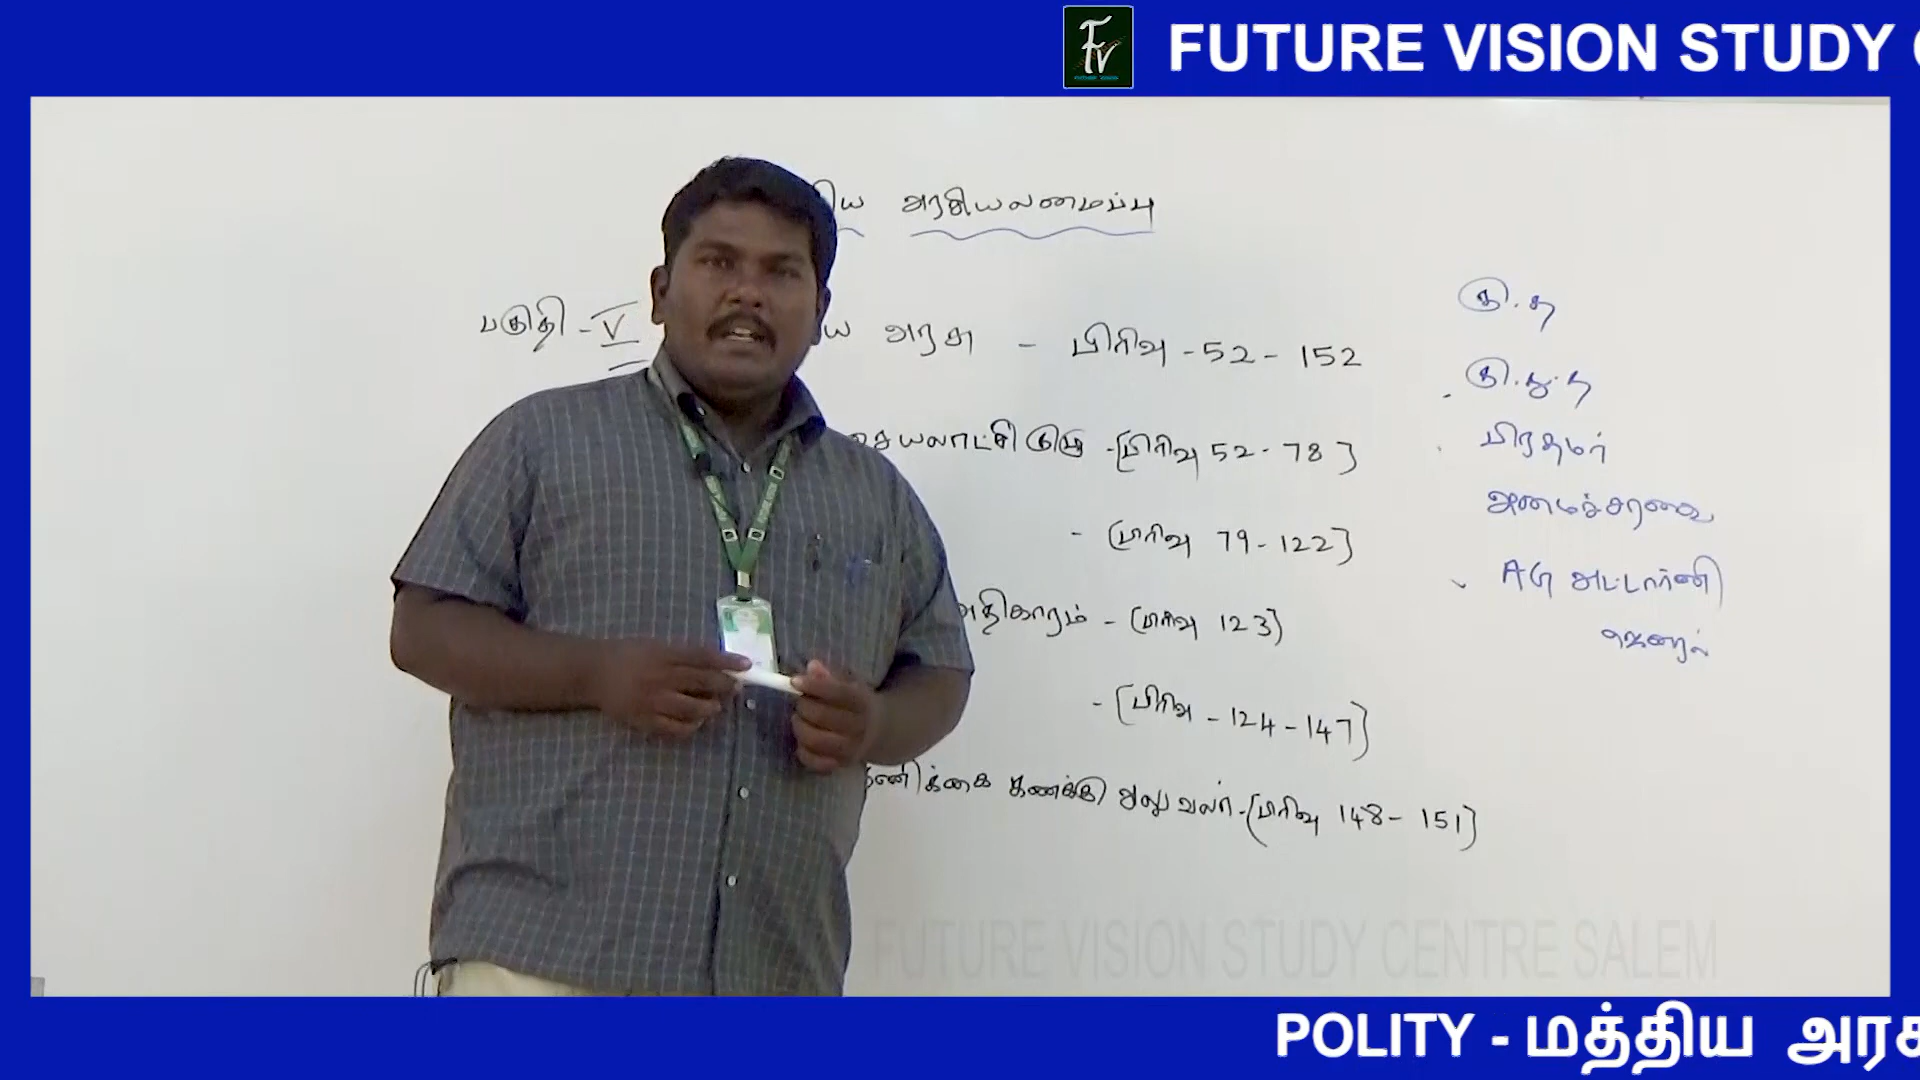 FV
FUTURE VISION STUDY C
ய அரசியலமைப்பு
பகுதி - V ய அரசு - பிரிவு - 52 - 152
செயலாட்சி குழு - [பிரிவு 52 - 78]
- [பிரிவு 79 - 122]
அதிகாரம் - [பிரிவு 123]
- [பிரிவு - 124 - 147]
தணிக்கை கணக்கு அலுவலர் - [பிரிவு 148 - 151]
கு.த
கு.து.த
பிரதமர்
அமைச்சரவை
AG அட்டார்னி
ஜெனரல்
FUTURE VISION STUDY CENTRE SALEM
POLITY - மத்திய அரசு